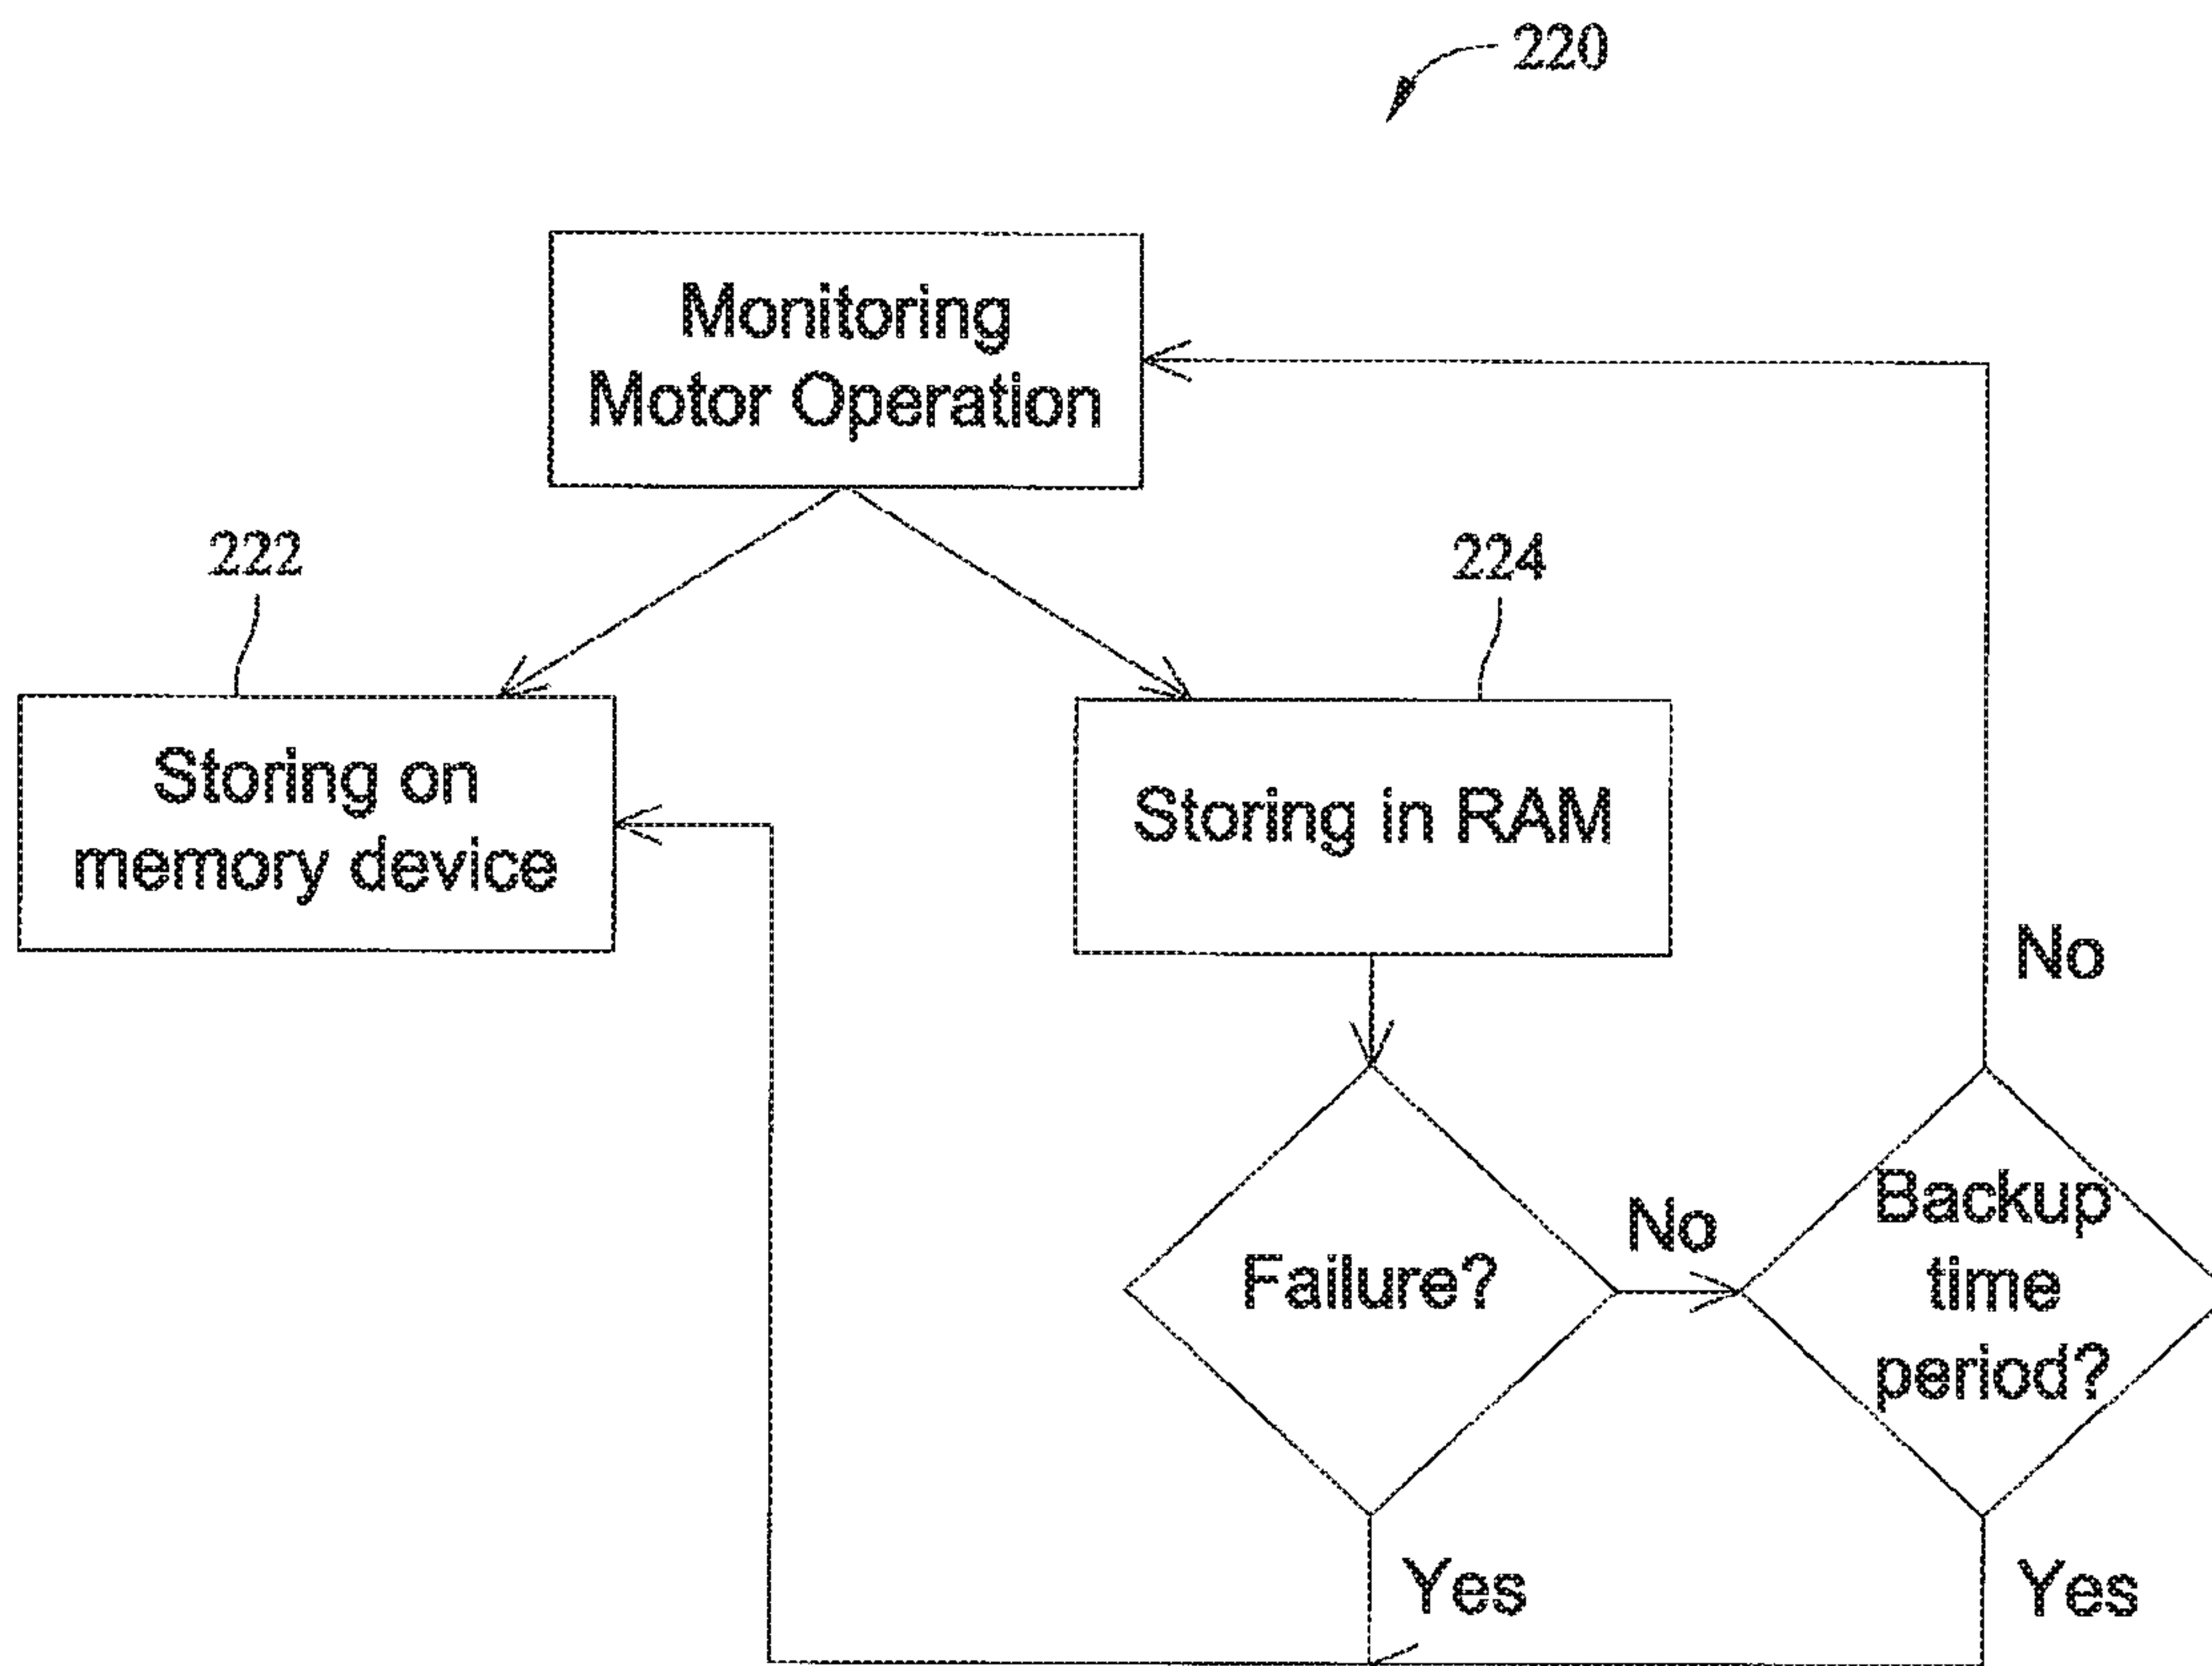 220
Monitoring
Motor Operation
222
224
Storing on
memory device
Storing in RAM
No
Failure?
No
Backup
time
period?
Yes
Yes